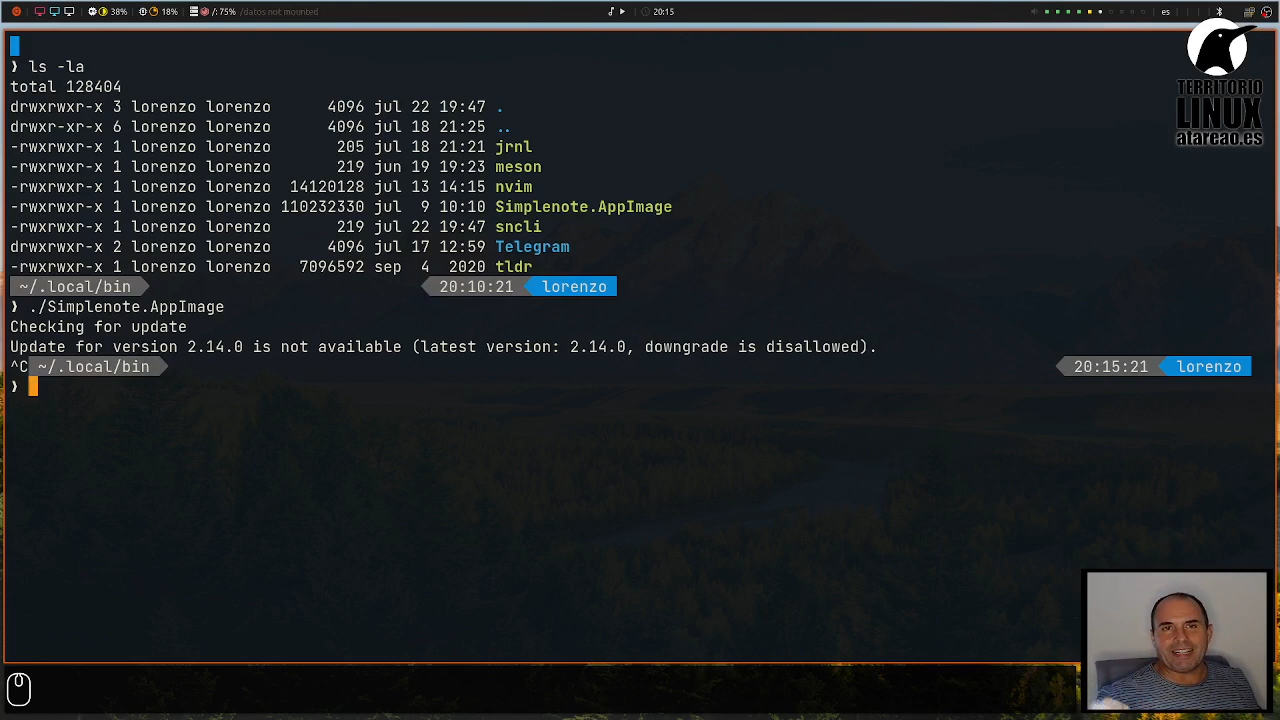 38% 18% /: 75% /datos not mounted 20:15 es
❱ ls -la
total 128404
drwxrwxr-x 3 lorenzo lorenzo 4096 jul 22 19:47 .
drwxr-xr-x 6 lorenzo lorenzo 4096 jul 18 21:25 ..
-rwxrwxr-x 1 lorenzo lorenzo 205 jul 18 21:21 jrnl
-rwxrwxr-x 1 lorenzo lorenzo 219 jun 19 19:23 meson
-rwxrwxr-x 1 lorenzo lorenzo 14120128 jul 13 14:15 nvim
-rwxrwxr-x 1 lorenzo lorenzo 110232330 jul 9 10:10 Simplenote.AppImage
-rwxrwxr-x 1 lorenzo lorenzo 219 jul 22 19:47 sncli
drwxrwxr-x 2 lorenzo lorenzo 4096 jul 17 12:59 Telegram
-rwxrwxr-x 1 lorenzo lorenzo 7096592 sep 4 2020 tldr
~/.local/bin 20:10:21 lorenzo
❱ ./Simplenote.AppImage
Checking for update
Update for version 2.14.0 is not available (latest version: 2.14.0, downgrade is disallowed).
^C ~/.local/bin 20:15:21 lorenzo
❱
TERRITORIO
LINUX
atareao.es